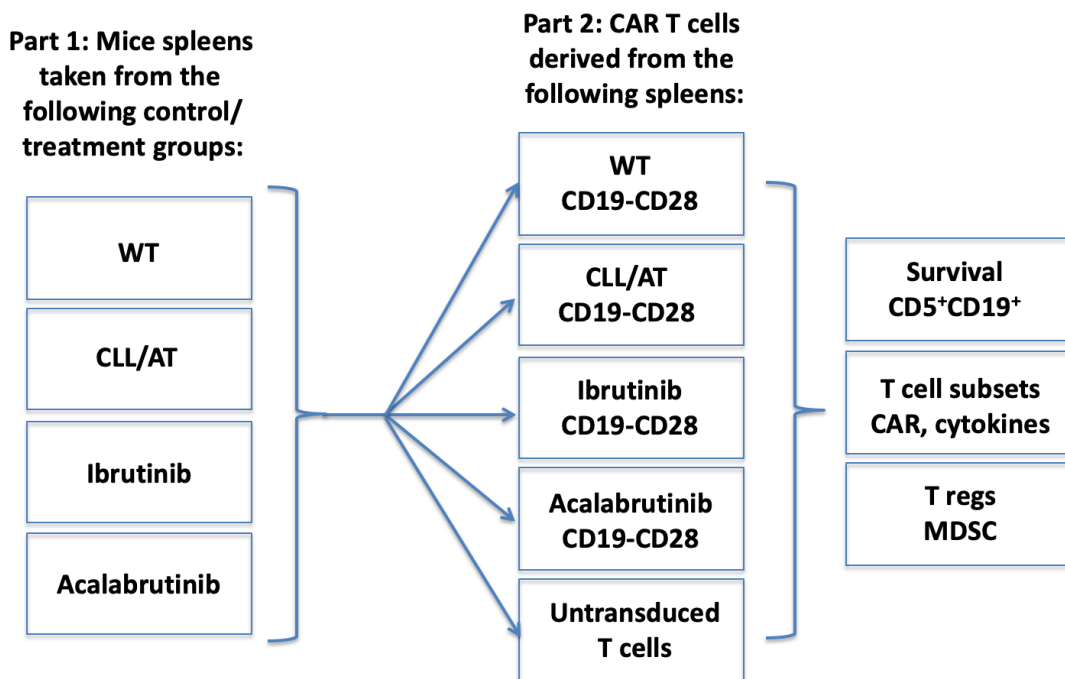 Part 1: Mice spleens
taken from the
following control/
treatment groups:
WT
CLL/AT
Ibrutinib
Acalabrutinib
Part 2: CAR T cells
derived from the
following spleens:
WT
CD19-CD28
CLL/AT
CD19-CD28
Ibrutinib
CD19-CD28
Acalabrutinib
CD19-CD28
Untransduced
T cells
Survival
CD5⁺CD19⁺
T cell subsets
CAR, cytokines
T regs
MDSC